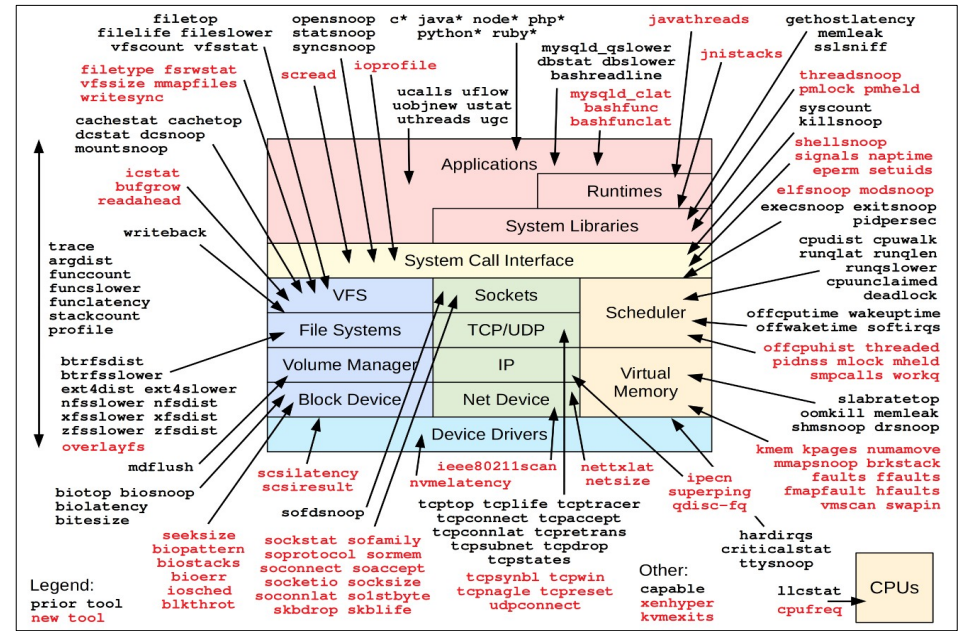 filetop
filelife fileslower
vfscount vfsstat
filetype fsrwstat
vfssize mmapfiles
writesync
cachestat cachetop
dcstat dcsnoop
mountsnoop
icstat
bufgrow
readahead
writeback
trace
argdist
funccount
funcslower
funclatency
stackcount
profile
btrfsdist
btrfsslower
ext4dist ext4slower
nfsslower nfsdist
xfsslower xfsdist
zfsslower zfsdist
overlayfs
mdflush
biotop biosnoop
biolatency
bitesize
seeksize
biopattern
biostacks
bioerr
iosched
blkthrot
Legend:
prior tool
new tool
opensnoop
statsnoop
syncsnoop
scread
ioprofile
c* java* node* php*
python* ruby*
ucalls uflow
uobjnew ustat
uthreads ugc
mysqld_qslower
dbstat dbslower
bashreadline
mysqld_clat
bashfunc
bashfunclat
javathreads
jnistacks
gethostlatency
memleak
sslsniff
threadsnoop
pmlock pmheld
syscount
killsnoop
shellsnoop
signals naptime
eperm setuids
elfsnoop modsnoop
execsnoop exitsnoop
pidpersec
cpudist cpuwalk
runqlat runqlen
runqslower
cpuunclaimed
deadlock
offcputime wakeuptime
offwaketime softirqs
offcpuhist threaded
pidnss mlock mheld
smpcalls workq
slabratetop
oomkill memleak
shmsnoop drsnoop
kmem kpages numamove
mmapsnoop brkstack
faults ffaults
fmapfault hfaults
vmscan swapin
Applications
Runtimes
System Libraries
System Call Interface
VFS
Sockets
Scheduler
File Systems
TCP/UDP
Volume Manager
IP
Virtual
Memory
Block Device
Net Device
Device Drivers
scsilatency
scsiresult
sofdsnoop
sockstat sofamily
soprotocol sormem
soconnect soaccept
socketio socksize
soconnlat so1stbyte
skbdrop skblife
ieee80211scan
nvmelatency
tcptop tcplife tcptracer
tcpconnect tcpaccept
tcpconnlat tcpretrans
tcpsubnet tcpdrop
tcpstates
tcpsynbl tcpwin
tcpnagle tcpreset
udpconnect
nettxlat
netsize
ipecn
superping
qdisc-fq
hardirqs
criticalstat
ttysnoop
Other:
capable
xenhyper
kvmexits
llcstat
cpufreq
CPUs